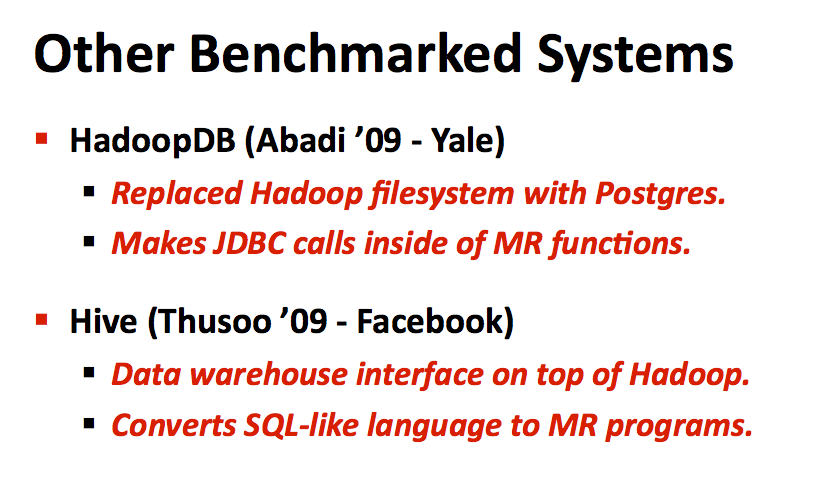 Other Benchmarked Systems
▪ HadoopDB (Abadi ’09 - Yale)
▪ Replaced Hadoop filesystem with Postgres.
▪ Makes JDBC calls inside of MR functions.
▪ Hive (Thusoo ’09 - Facebook)
▪ Data warehouse interface on top of Hadoop.
▪ Converts SQL-like language to MR programs.